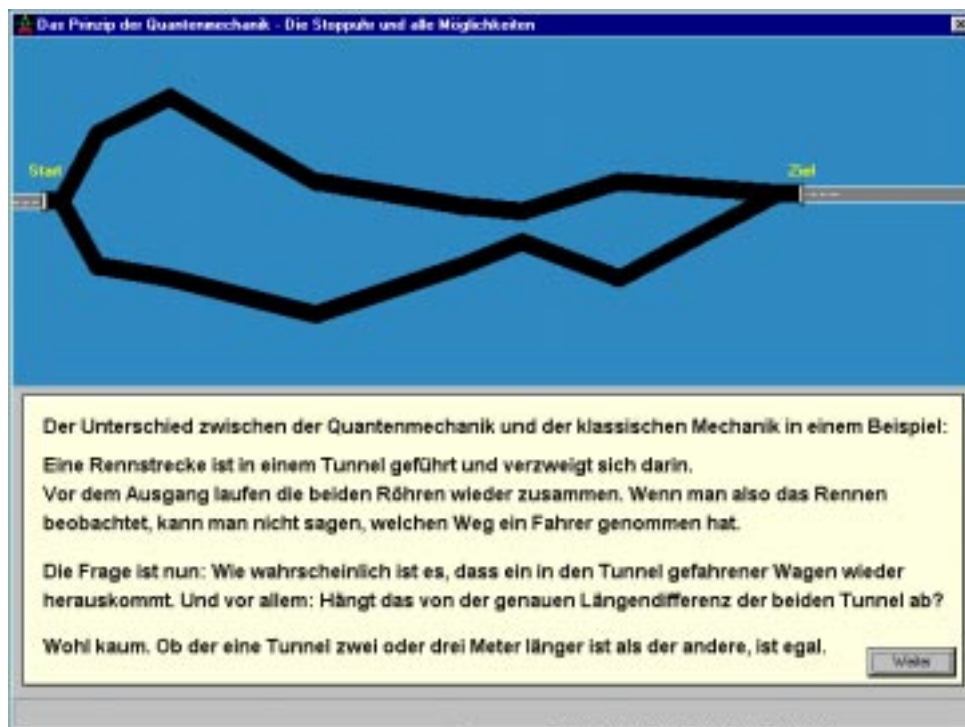 Das Prinzip der Quantenmechanik - Die Stoppuhr und alle Möglichkeiten
Start
Ziel
Der Unterschied zwischen der Quantenmechanik und der klassischen Mechanik in einem Beispiel:
Eine Rennstrecke ist in einem Tunnel geführt und verzweigt sich darin.
Vor dem Ausgang laufen die beiden Röhren wieder zusammen. Wenn man also das Rennen
beobachtet, kann man nicht sagen, welchen Weg ein Fahrer genommen hat.
Die Frage ist nun: Wie wahrscheinlich ist es, dass ein in den Tunnel gefahrener Wagen wieder
herauskommt. Und vor allem: Hängt das von der genauen Längendifferenz der beiden Tunnel ab?
Wohl kaum. Ob der eine Tunnel zwei oder drei Meter länger ist als der andere, ist egal.
Weiter